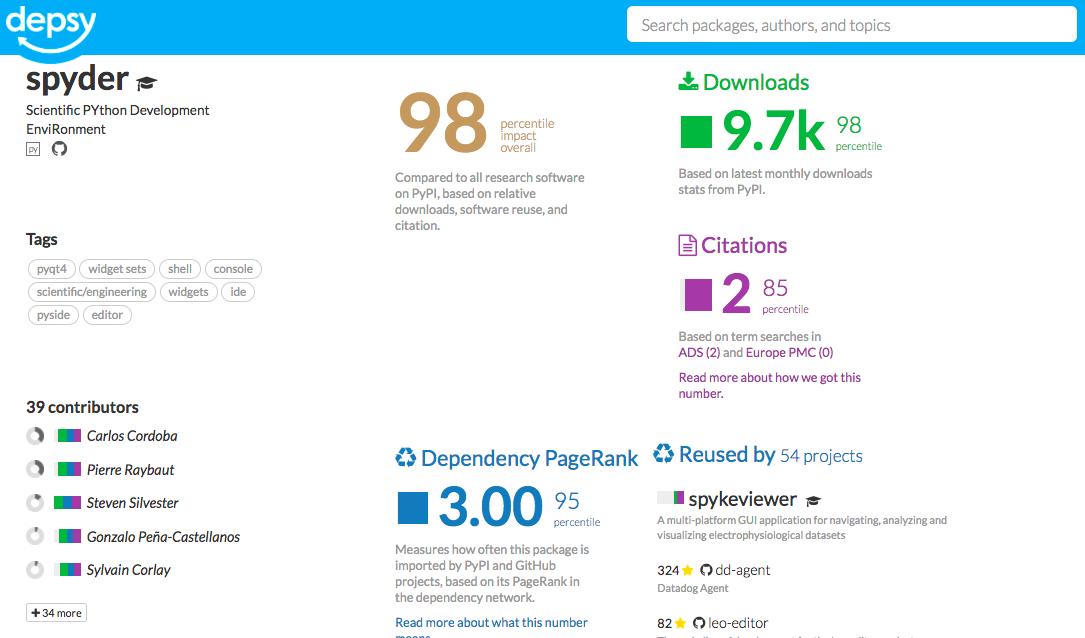 depsy
Search packages, authors, and topics
spyder
Scientific PYthon Development
EnviRonment
py
98
percentile
impact
overall
Compared to all research software
on PyPI, based on relative
downloads, software reuse, and
citation.
Downloads
9.7k 98
percentile
Based on latest monthly downloads
stats from PyPI.
Tags
pyqt4 widget sets shell console
scientific/engineering widgets ide
pyside editor
Citations
2 85
percentile
Based on term searches in
ADS (2) and Europe PMC (0)
Read more about how we got this
number.
39 contributors
Carlos Cordoba
Pierre Raybaut
Steven Silvester
Gonzalo Peña-Castellanos
Sylvain Corlay
+ 34 more
Dependency PageRank
3.00 95
percentile
Measures how often this package is
imported by PyPI and GitHub
projects, based on its PageRank in
the dependency network.
Read more about what this number
means.
Reused by 54 projects
spykeviewer
A multi-platform GUI application for navigating, analyzing and
visualizing electrophysiological datasets
324 dd-agent
Datadog Agent
82 leo-editor